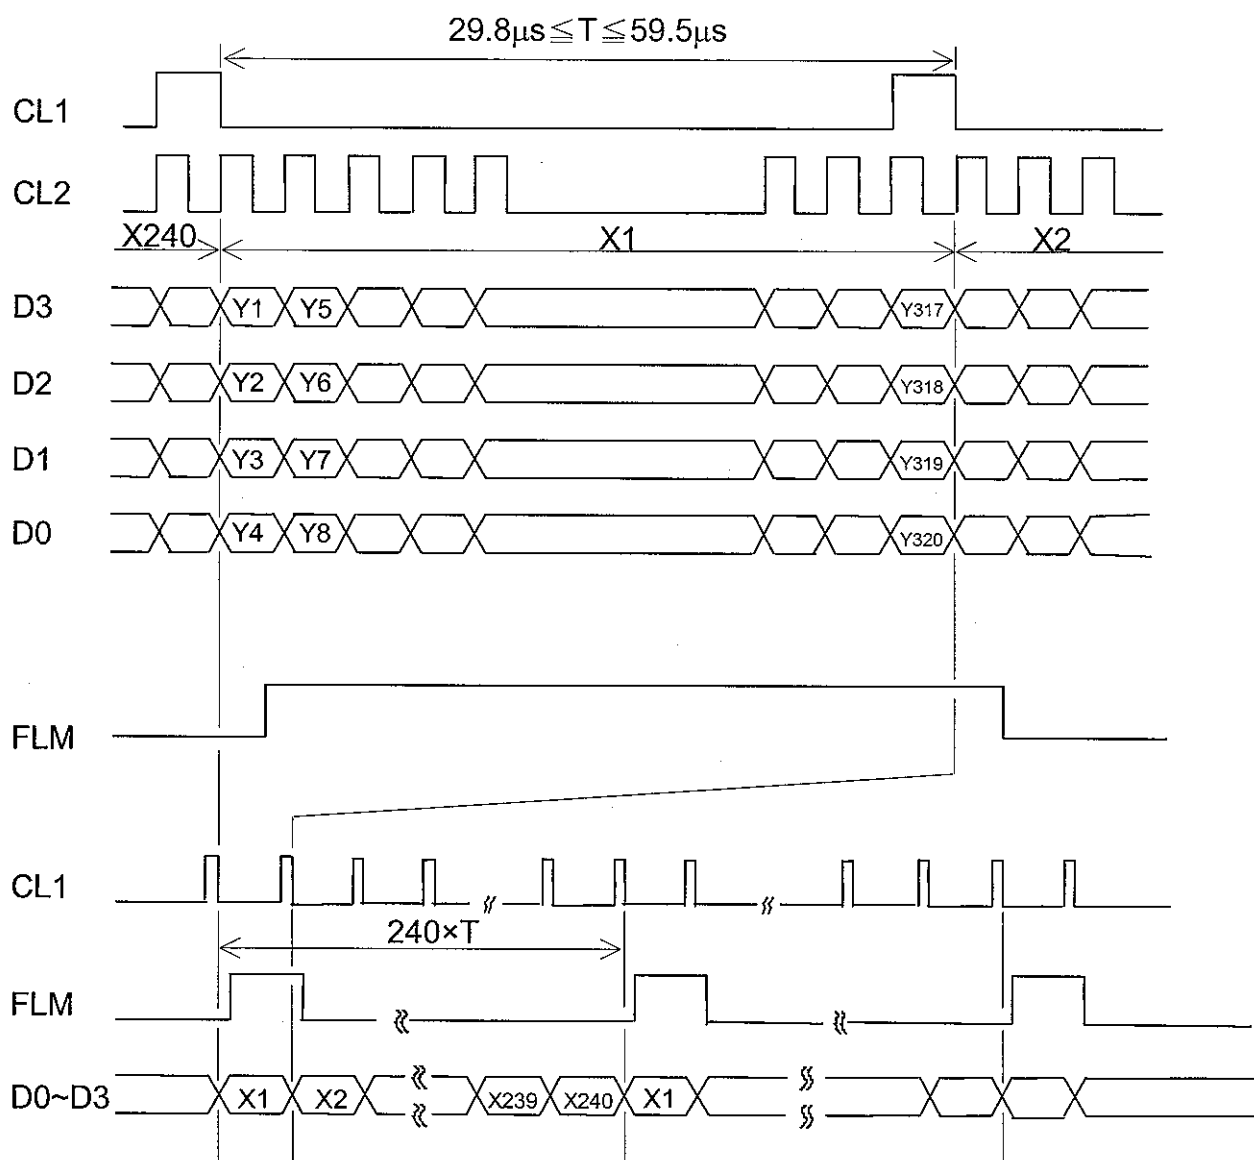 29.8μs≦T≦59.5μs
CL1
CL2
X240 X1 X2
D3 Y1 Y5 Y317
D2 Y2 Y6 Y318
D1 Y3 Y7 Y319
D0 Y4 Y8 Y320
FLM
CL1
240×T
FLM
D0~D3 X1 X2 X239 X240 X1